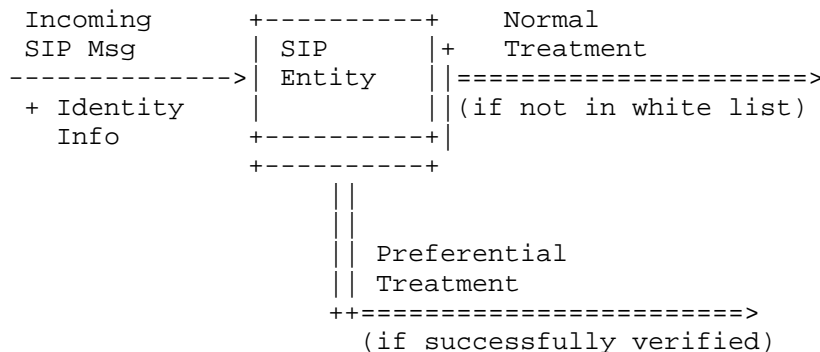 Incoming SIP Msg
+ Identity Info
SIP Entity
Normal Treatment
(if not in white list)
Preferential Treatment
(if successfully verified)